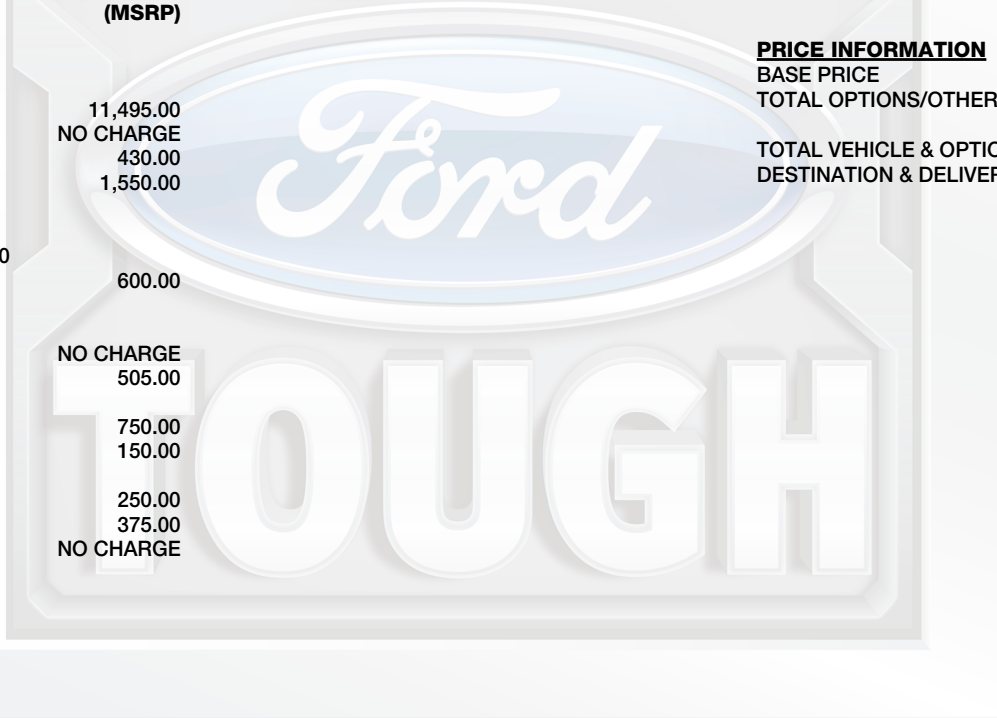 (MSRP)
11,495.00
NO CHARGE
430.00
1,550.00
0
600.00
NO CHARGE
505.00
750.00
150.00
250.00
375.00
NO CHARGE
PRICE INFORMATION
BASE PRICE
TOTAL OPTIONS/OTHER
TOTAL VEHICLE & OPTIO
DESTINATION & DELIVER
Ford
TOUGH